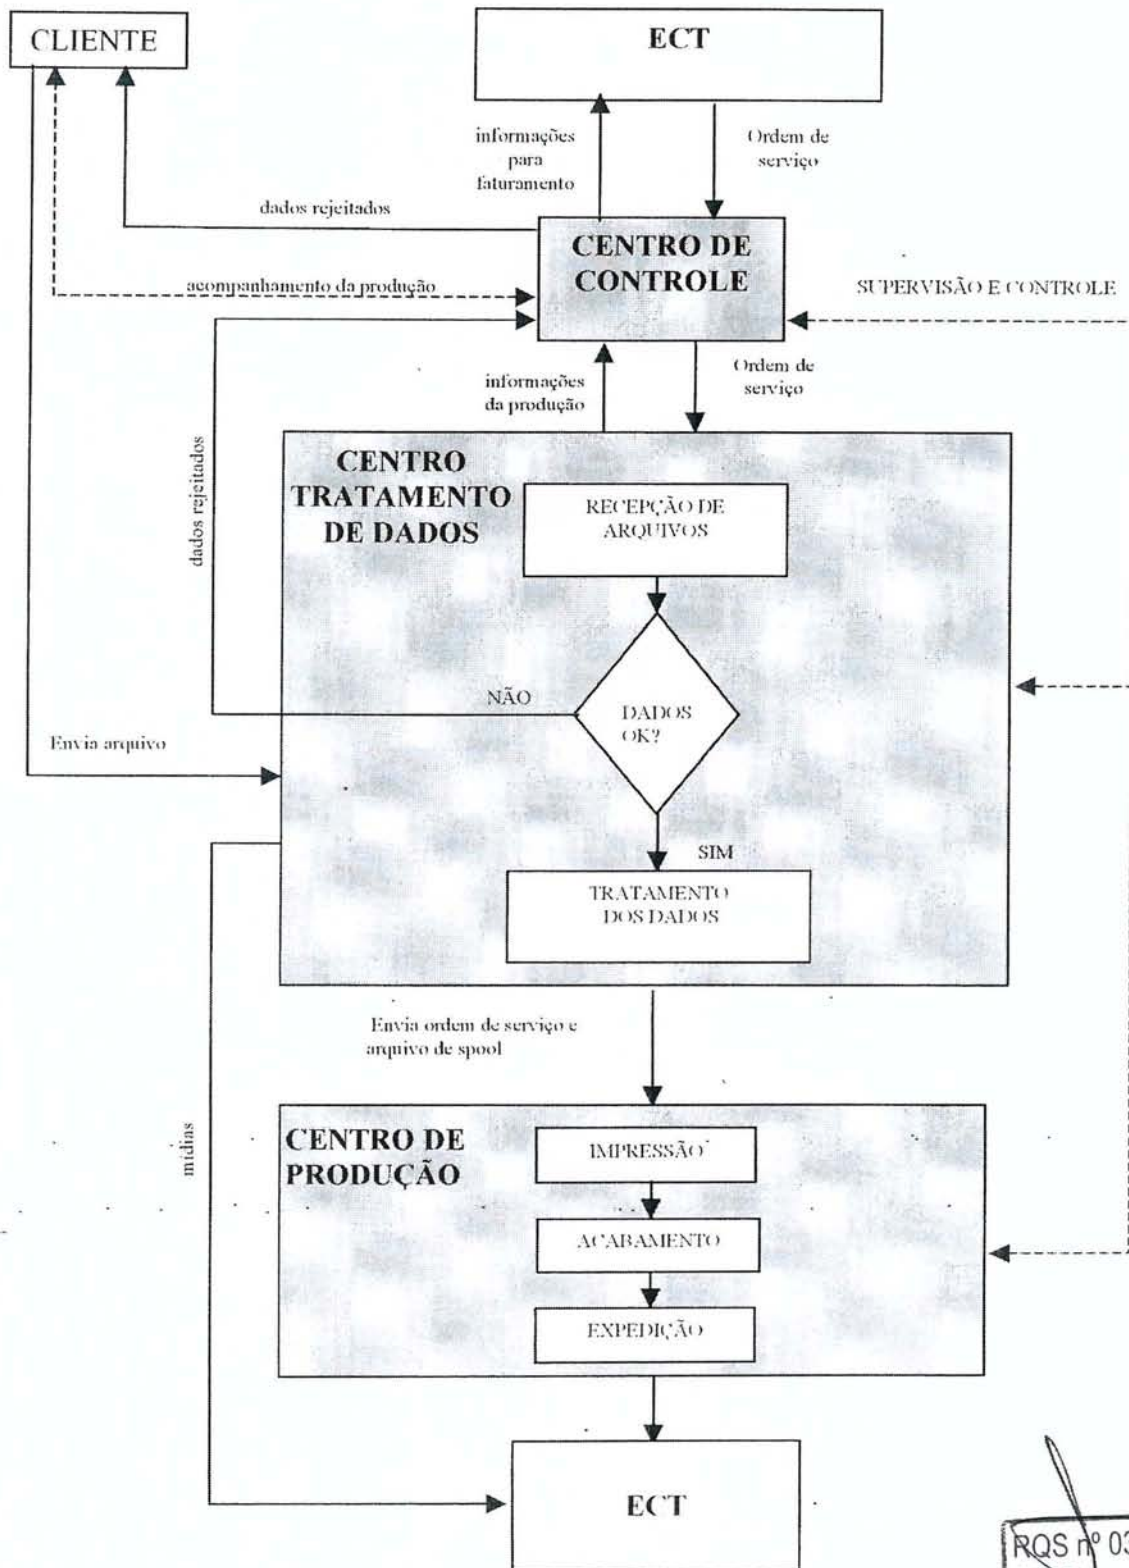 CLIENTE
ECT
informações
para
faturamento
Ordem de
serviço
dados rejeitados
CENTRO DE
CONTROLE
acompanhamento da produção
SUPERVISÃO E CONTROLE
informações
da produção
Ordem de
serviço
dados rejeitados
CENTRO
TRATAMENTO
DE DADOS
RECEPÇÃO DE
ARQUIVOS
NÃO
DADOS
OK?
Envia arquivo
SIM
TRATAMENTO
DOS DADOS
Envia ordem de serviço e
arquivo de spool
mídias
CENTRO DE
PRODUÇÃO
IMPRESSÃO
ACABAMENTO
EXPEDIÇÃO
ECT
RQS nº 03